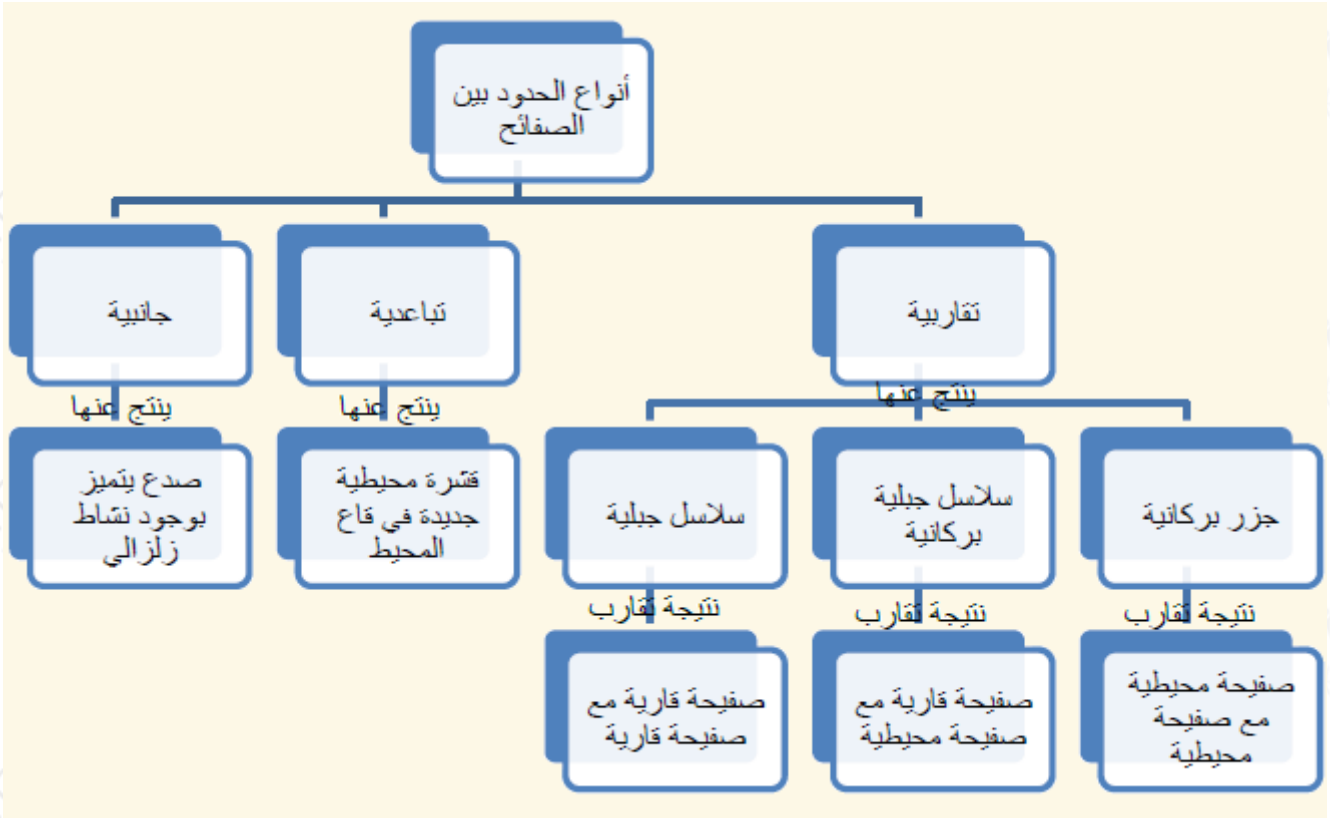 أنواع الحدود بين
الصفائح
تقاربية
تباعدية
جانبية
ينتج عنها
ينتج عنها
ينتج عنها
جزر بركانية
سلاسل جبلية
بركانية
سلاسل جبلية
قشرة محيطية
جديدة في قاع
المحيط
صدع يتميز
بوجود نشاط
زلزالي
نتيجة تقارب
نتيجة تقارب
نتيجة تقارب
صفيحة محيطية
مع صفيحة
محيطية
صفيحة قارية مع
صفيحة محيطية
صفيحة قارية مع
صفيحة قارية